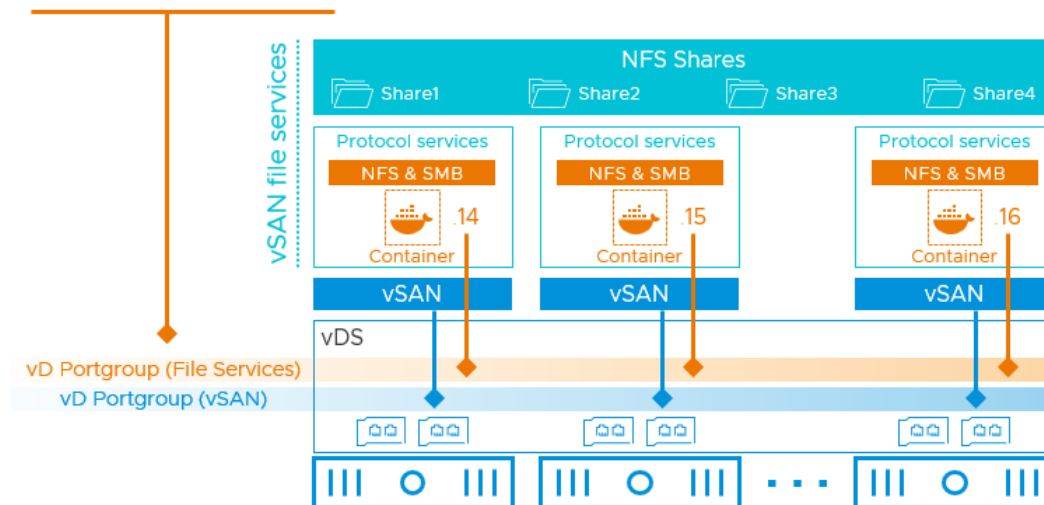 vSAN file services
NFS Shares
Share1 Share2 Share3 Share4
Protocol services Protocol services Protocol services
NFS & SMB NFS & SMB NFS & SMB
.14 .15 .16
Container Container Container
vSAN vSAN vSAN
vDS
vD Portgroup (File Services)
vD Portgroup (vSAN)